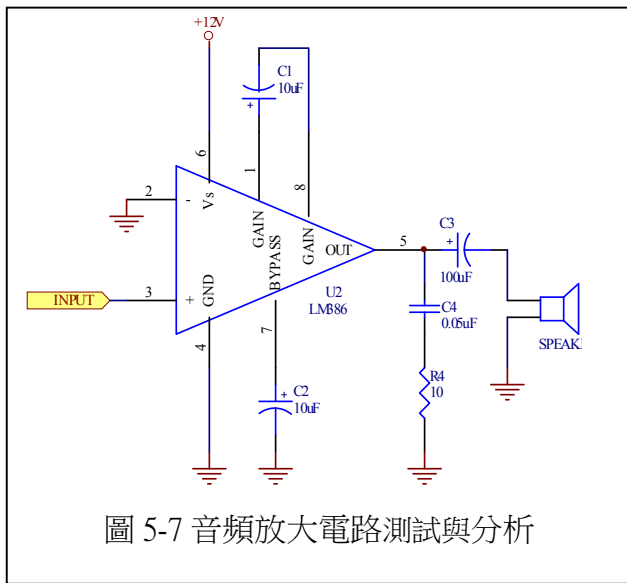 +12V
C1
10uF
+
6
1
8
2
-
Vs
GAIN
GAIN
BYPASS
OUT
5
C3
+
100uF
INPUT
3
+
GND
U2
LM386
C4
0.05uF
4
7
C2
+
10uF
R4
10
圖 5-7 音頻放大電路測試與分析